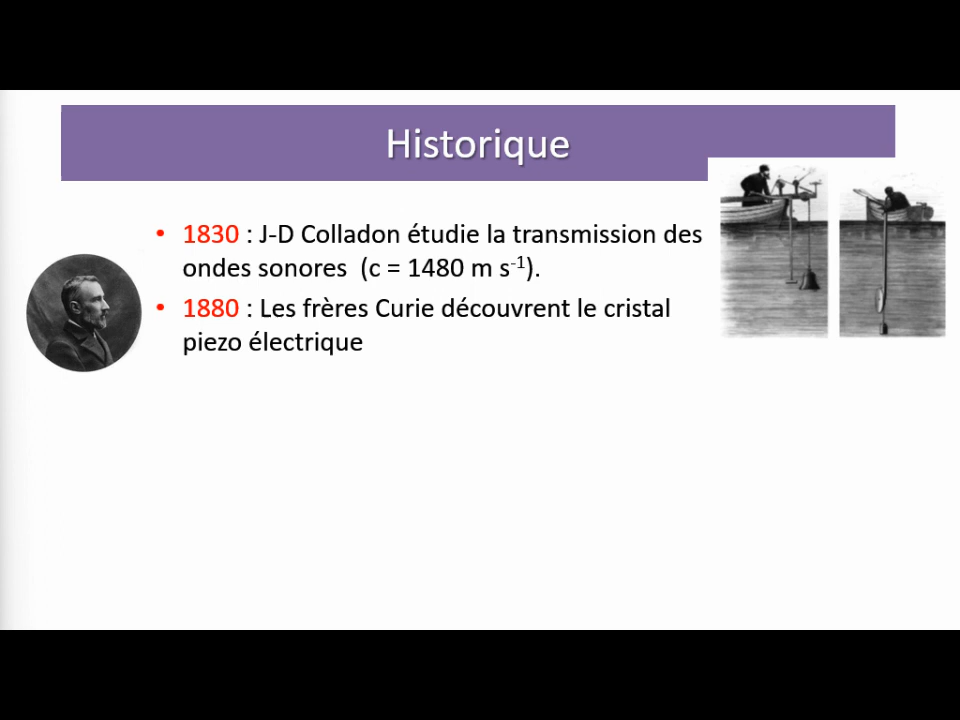 Historique
• 1830 : J-D Colladon étudie la transmission des
ondes sonores (c = 1480 m s⁻¹).
• 1880 : Les frères Curie découvrent le cristal
piezo électrique